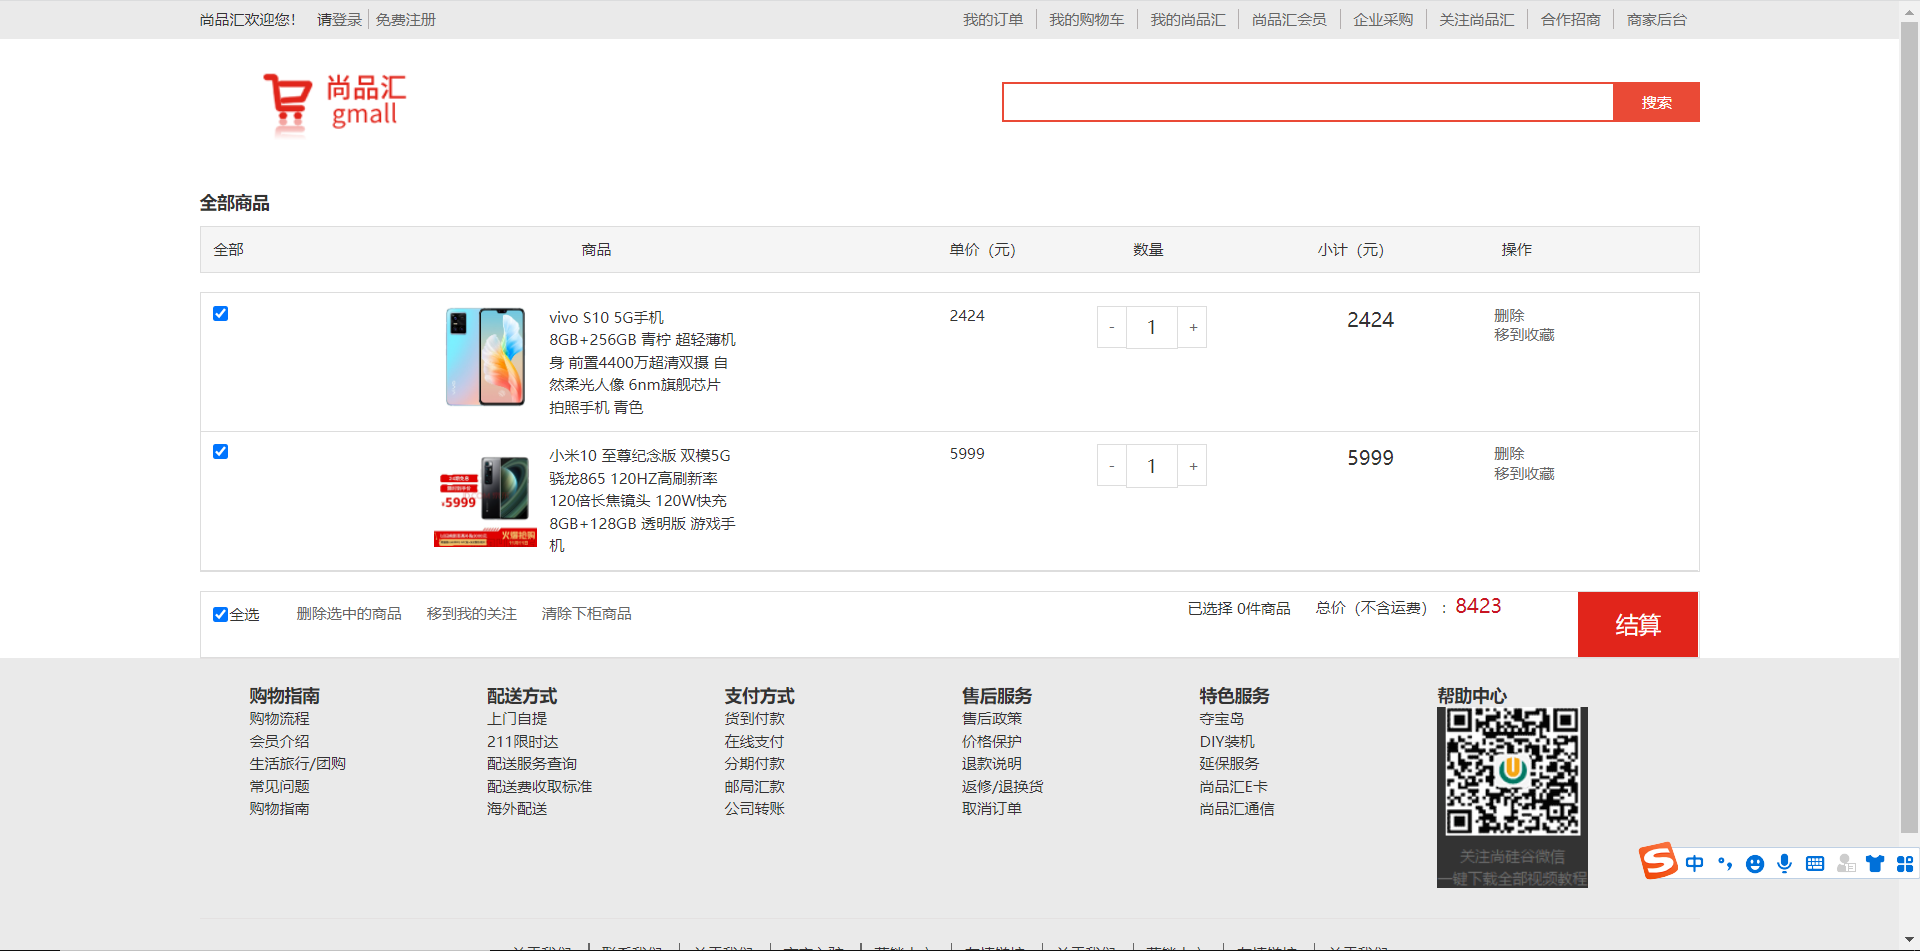 尚品汇欢迎您! 请登录 免费注册 我的订单 我的购物车 我的尚品汇 尚品汇会员 企业采购 关注尚品汇 合作招商 商家后台
尚品汇
gmall
搜索
全部商品
全部 商品 单价（元） 数量 小计（元） 操作
vivo S10 5G手机
8GB+256GB 青柠 超轻薄机
身 前置4400万超清双摄 自
然柔光人像 6nm旗舰芯片
拍照手机 青色
2424 - 1 + 2424 删除
移到收藏
小米10 至尊纪念版 双模5G
骁龙865 120HZ高刷新率
120倍长焦镜头 120W快充
8GB+128GB 透明版 游戏手
机
¥5999
火爆抢购
5999 - 1 + 5999 删除
移到收藏
全选 删除选中的商品 移到我的关注 清除下柜商品 已选择 0件商品 总价（不含运费） : 8423 结算
购物指南
购物流程
会员介绍
生活旅行/团购
常见问题
购物指南
配送方式
上门自提
211限时达
配送服务查询
配送费收取标准
海外配送
支付方式
货到付款
在线支付
分期付款
邮局汇款
公司转账
售后服务
售后政策
价格保护
退款说明
返修/退换货
取消订单
特色服务
夺宝岛
DIY装机
延保服务
尚品汇E卡
尚品汇通信
帮助中心
关注尚硅谷微信
一键下载全部视频教程
中